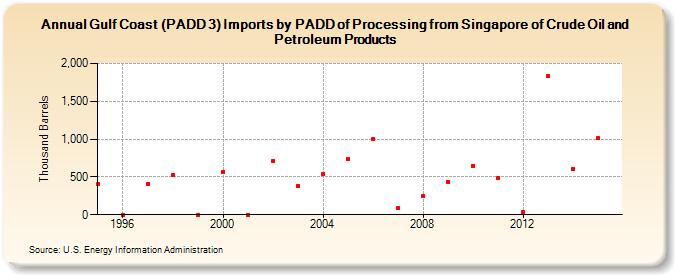 Annual Gulf Coast (PADD 3) Imports by PADD of Processing from Singapore of Crude Oil and
Petroleum Products
Thousand Barrels
2,000
1,500
1,000
500
0
1996
2000
2004
2008
2012
Source: U.S. Energy Information Administration